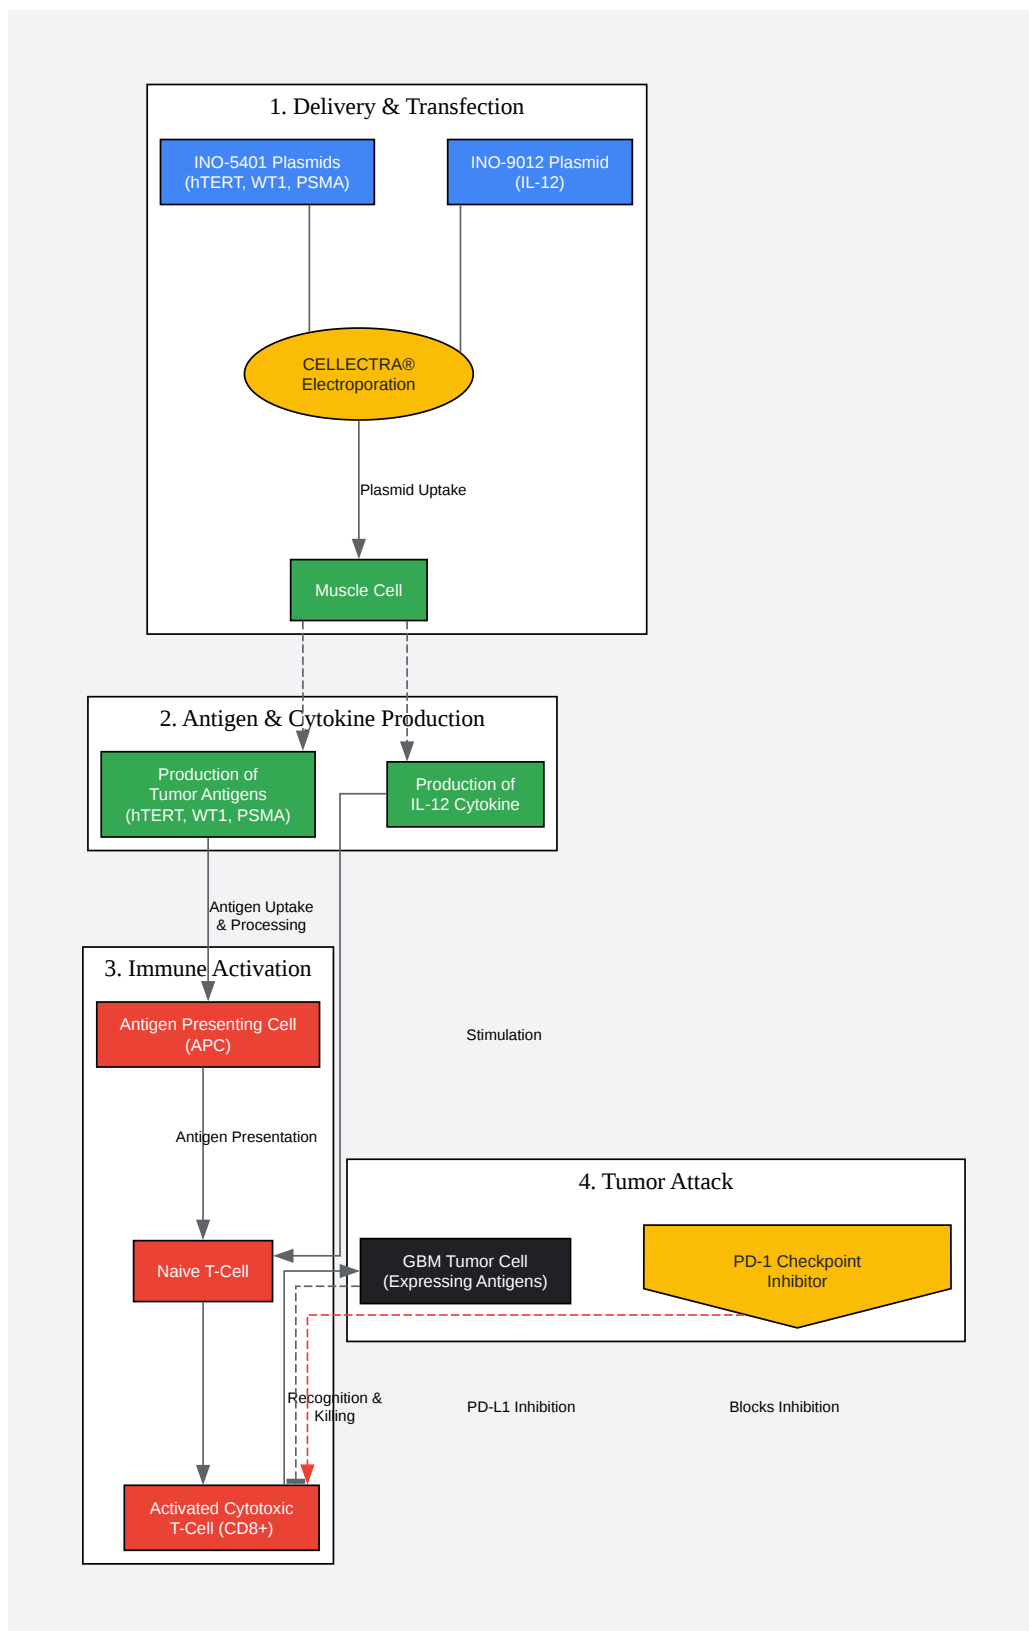 1. Delivery & Transfection
INO-5401 Plasmids
(hTERT, WT1, PSMA)
INO-9012 Plasmid
(IL-12)
CELLECTRA®
Electroporation
Plasmid Uptake
Muscle Cell
2. Antigen & Cytokine Production
Production of
Tumor Antigens
(hTERT, WT1, PSMA)
Production of
IL-12 Cytokine
Antigen Uptake
& Processing
3. Immune Activation
Antigen Presenting Cell
(APC)
Stimulation
Antigen Presentation
4. Tumor Attack
Naive T-Cell
GBM Tumor Cell
(Expressing Antigens)
PD-1 Checkpoint
Inhibitor
Recognition &
Killing
PD-L1 Inhibition
Blocks Inhibition
Activated Cytotoxic
T-Cell (CD8+)